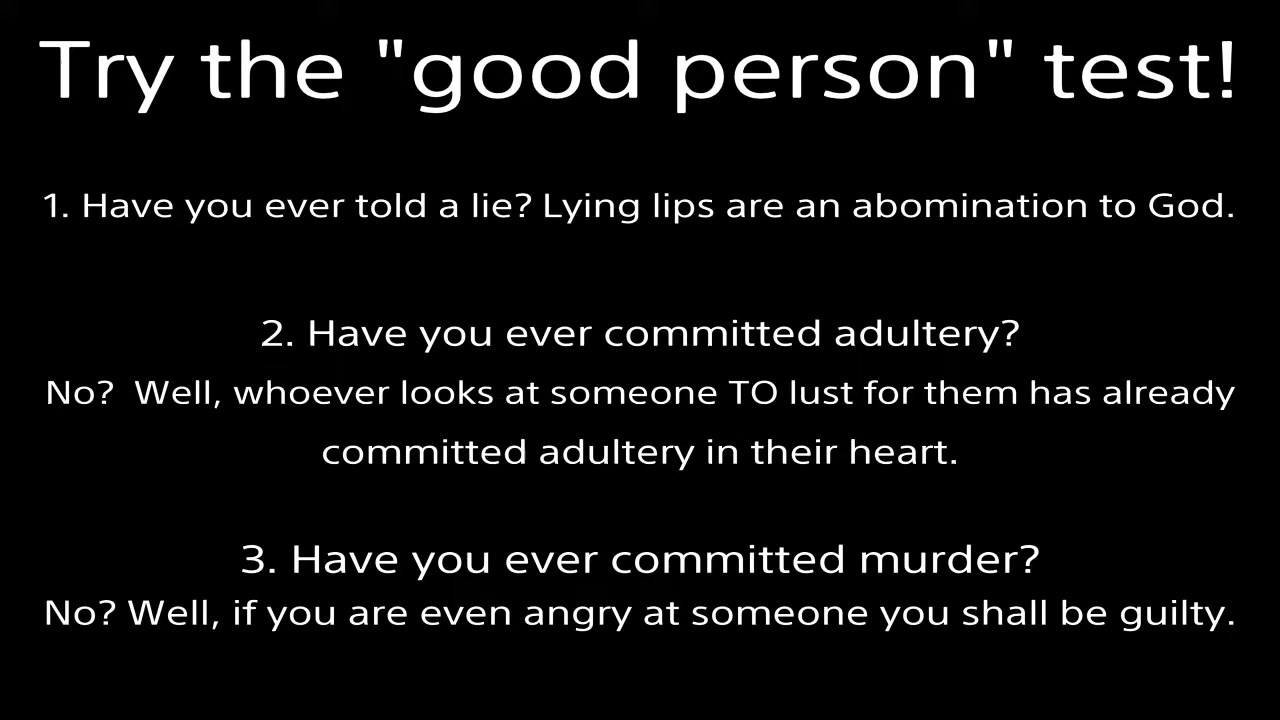 Try the "good person" test!
1. Have you ever told a lie? Lying lips are an abomination to God.
2. Have you ever committed adultery?
No?  Well, whoever looks at someone TO lust for them has already
committed adultery in their heart.
3. Have you ever committed murder?
No? Well, if you are even angry at someone you shall be guilty.